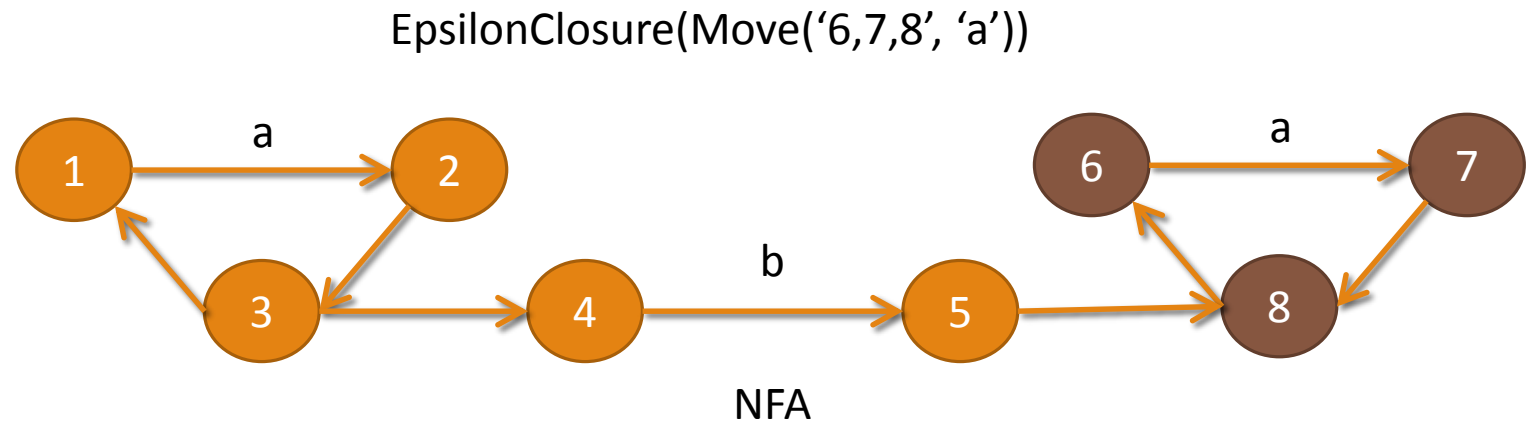 EpsilonClosure(Move(‘6,7,8’, ‘a’))
a
a
1
2
6
7
b
3
4
5
8
NFA